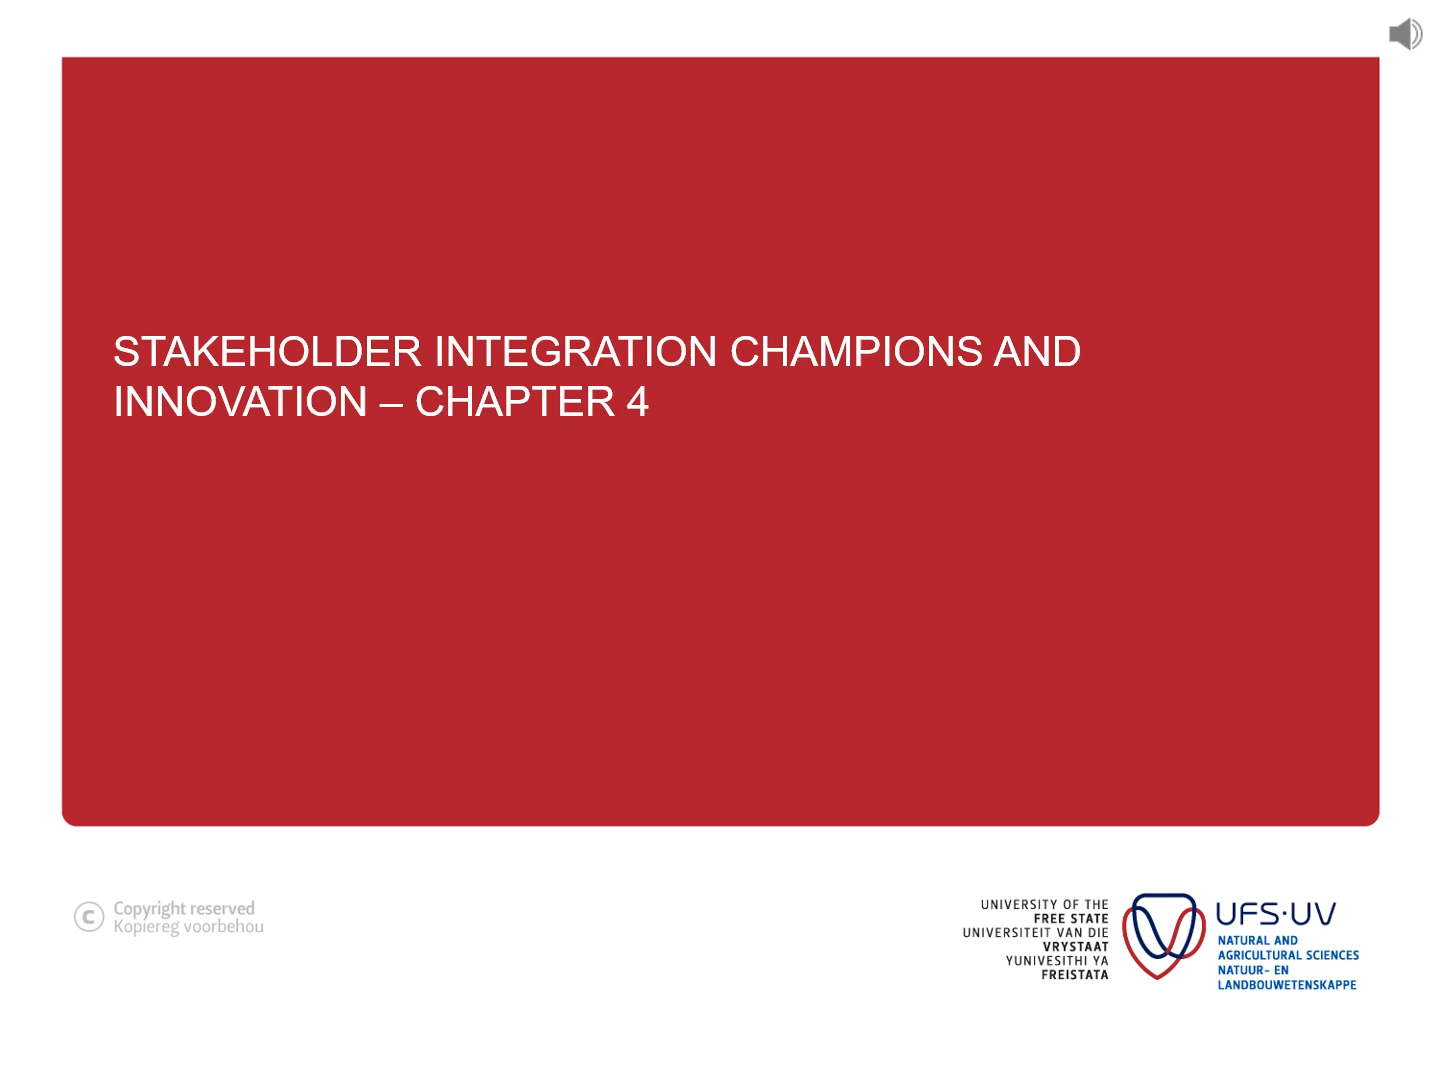 STAKEHOLDER INTEGRATION CHAMPIONS AND
INNOVATION – CHAPTER 4
© Copyright reserved
Kopiereg voorbehou
UNIVERSITY OF THE
FREE STATE
UNIVERSITEIT VAN DIE
VRYSTAAT
YUNIVESITHI YA
FREISTATA
UFS·UV
NATURAL AND
AGRICULTURAL SCIENCES
NATUUR- EN
LANDBOUWETENSKAPPE